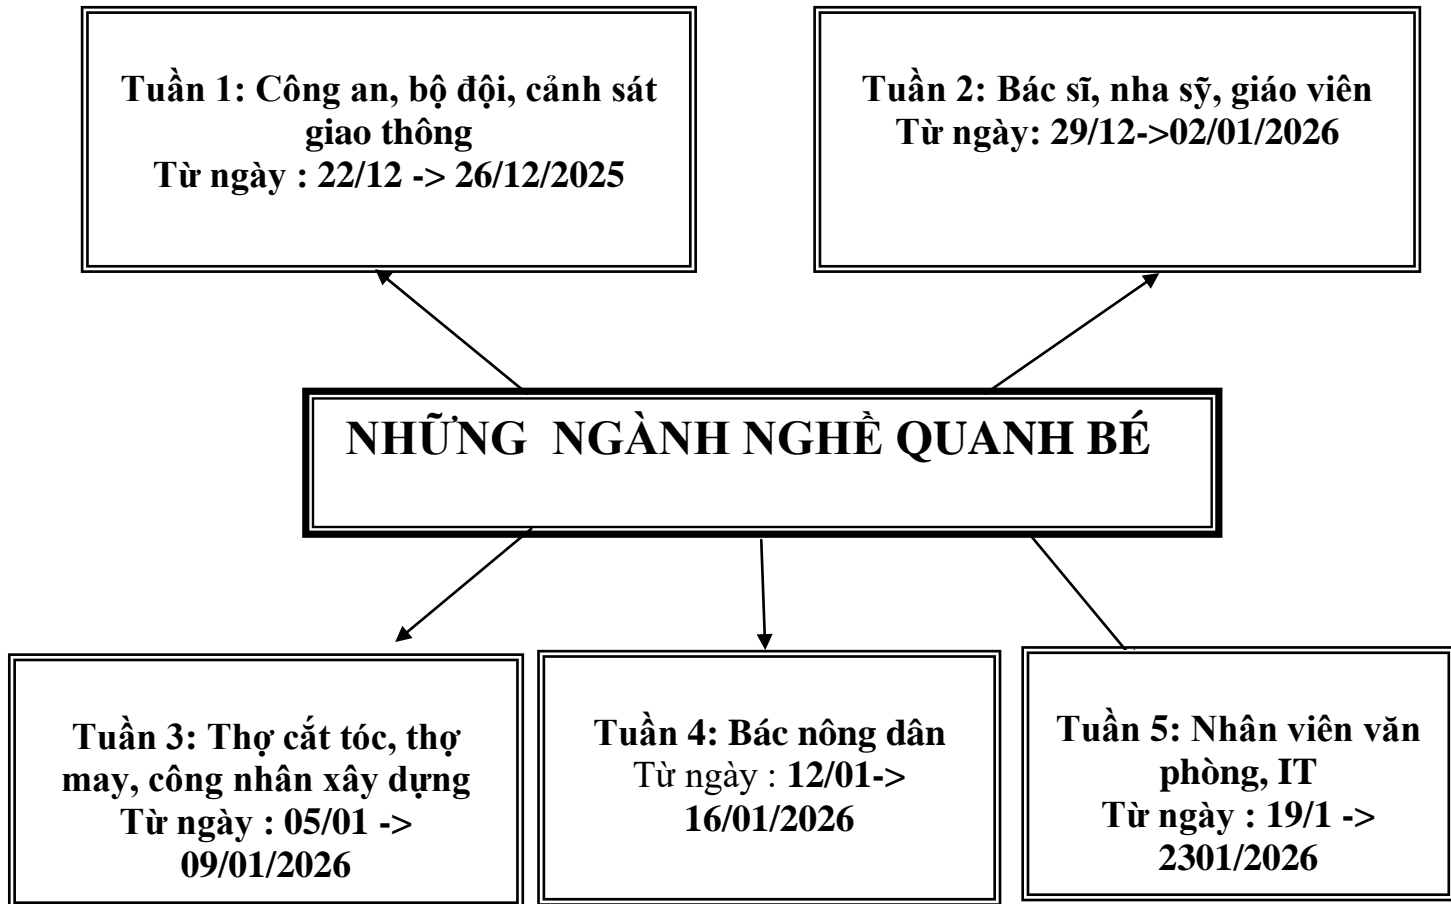 Tuần 1: Công an, bộ đội, cảnh sát
giao thông
Từ ngày : 22/12 -> 26/12/2025
Tuần 2: Bác sĩ, nha sỹ, giáo viên
Từ ngày: 29/12->02/01/2026
NHỮNG NGÀNH NGHỀ QUANH BÉ
Tuần 3: Thợ cắt tóc, thợ
may, công nhân xây dựng
Từ ngày : 05/01 ->
09/01/2026
Tuần 4: Bác nông dân
Từ ngày : 12/01->
16/01/2026
Tuần 5: Nhân viên văn
phòng, IT
Từ ngày : 19/1 ->
2301/2026